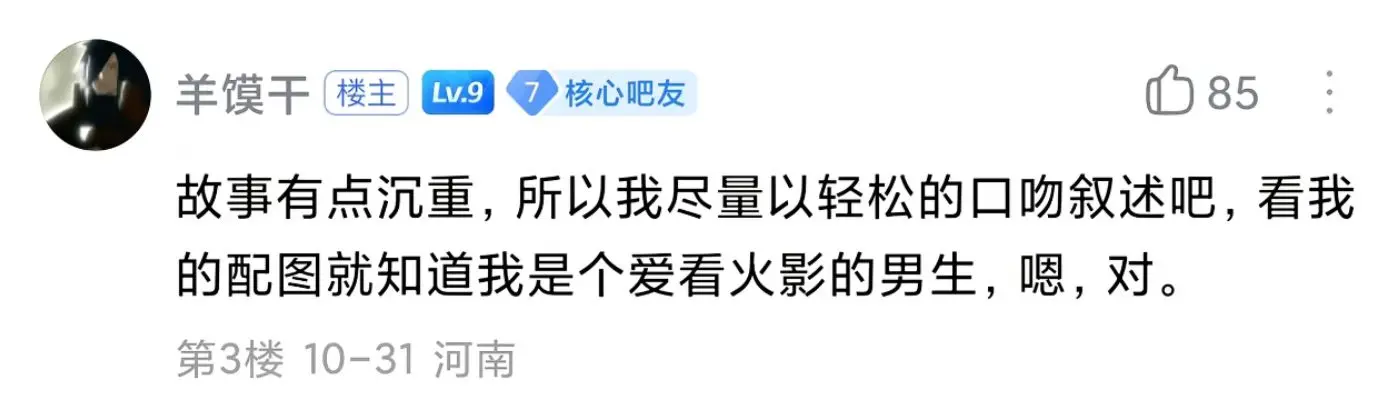 羊馍干 楼主 Lv.9 7 核心吧友 85
故事有点沉重，所以我尽量以轻松的口吻叙述吧，看我
的配图就知道我是个爱看火影的男生，嗯，对。
第3楼 10-31 河南